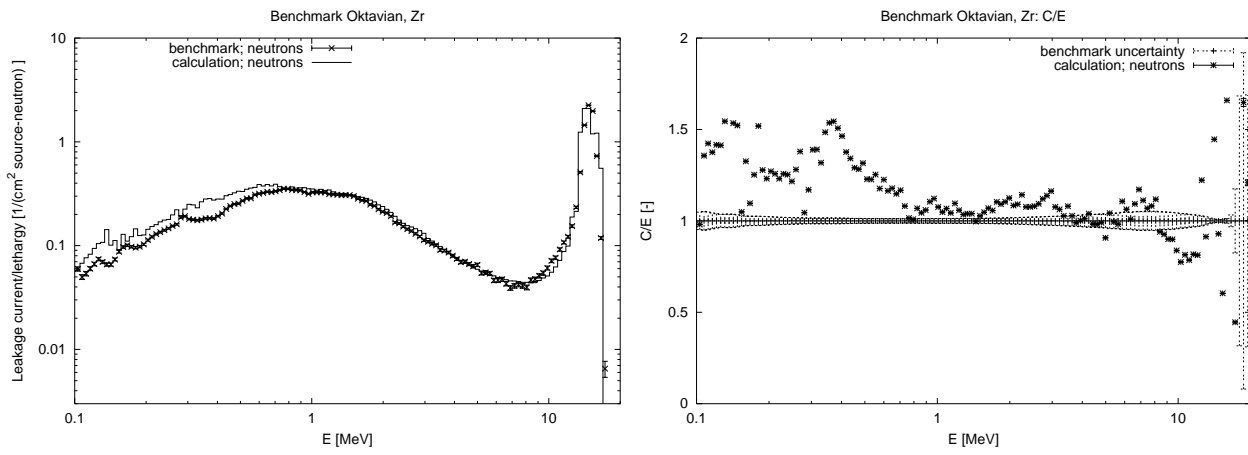 Benchmark Oktavian, Zr
10
1
0.1
0.01
0.1
1
10
E [MeV]
Leakage current/lethargy [1/(cm2 source-neutron) ]
benchmark; neutrons
calculation; neutrons
Benchmark Oktavian, Zr: C/E
2
1.5
1
0.5
0
0.1
1
10
E [MeV]
C/E [-]
benchmark uncertainty
calculation; neutrons